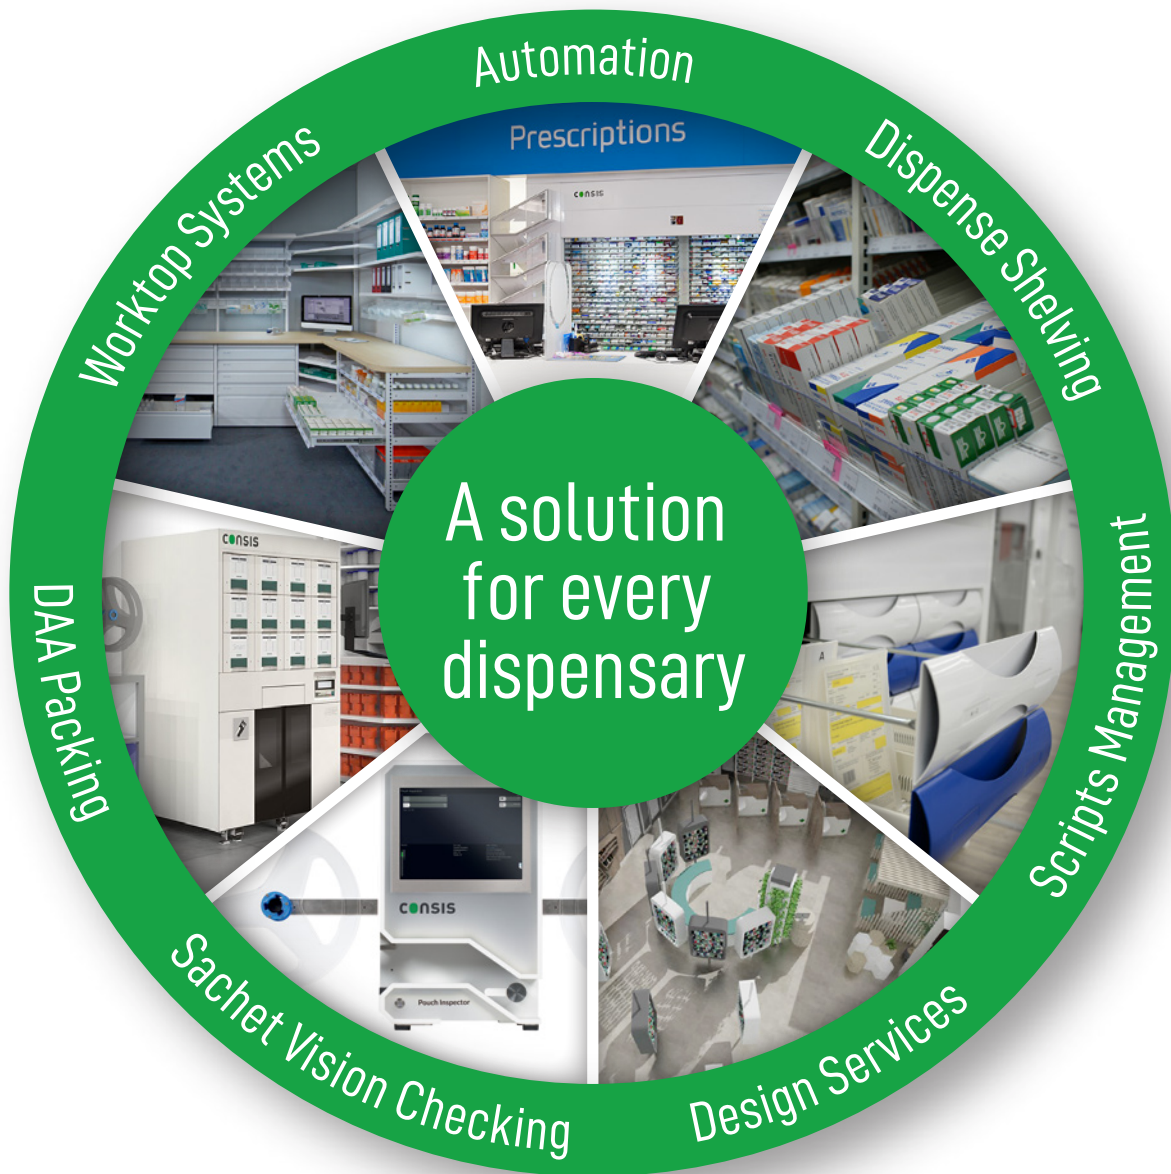 Automation
Dispense Shelving
Scripts Management
Design Services
Sachet Vision Checking
DAA Packing
Worktop Systems
Prescriptions
CONSIS
A
CONSIS
Pouch Inspector
CONSIS
A solution
for every
dispensary